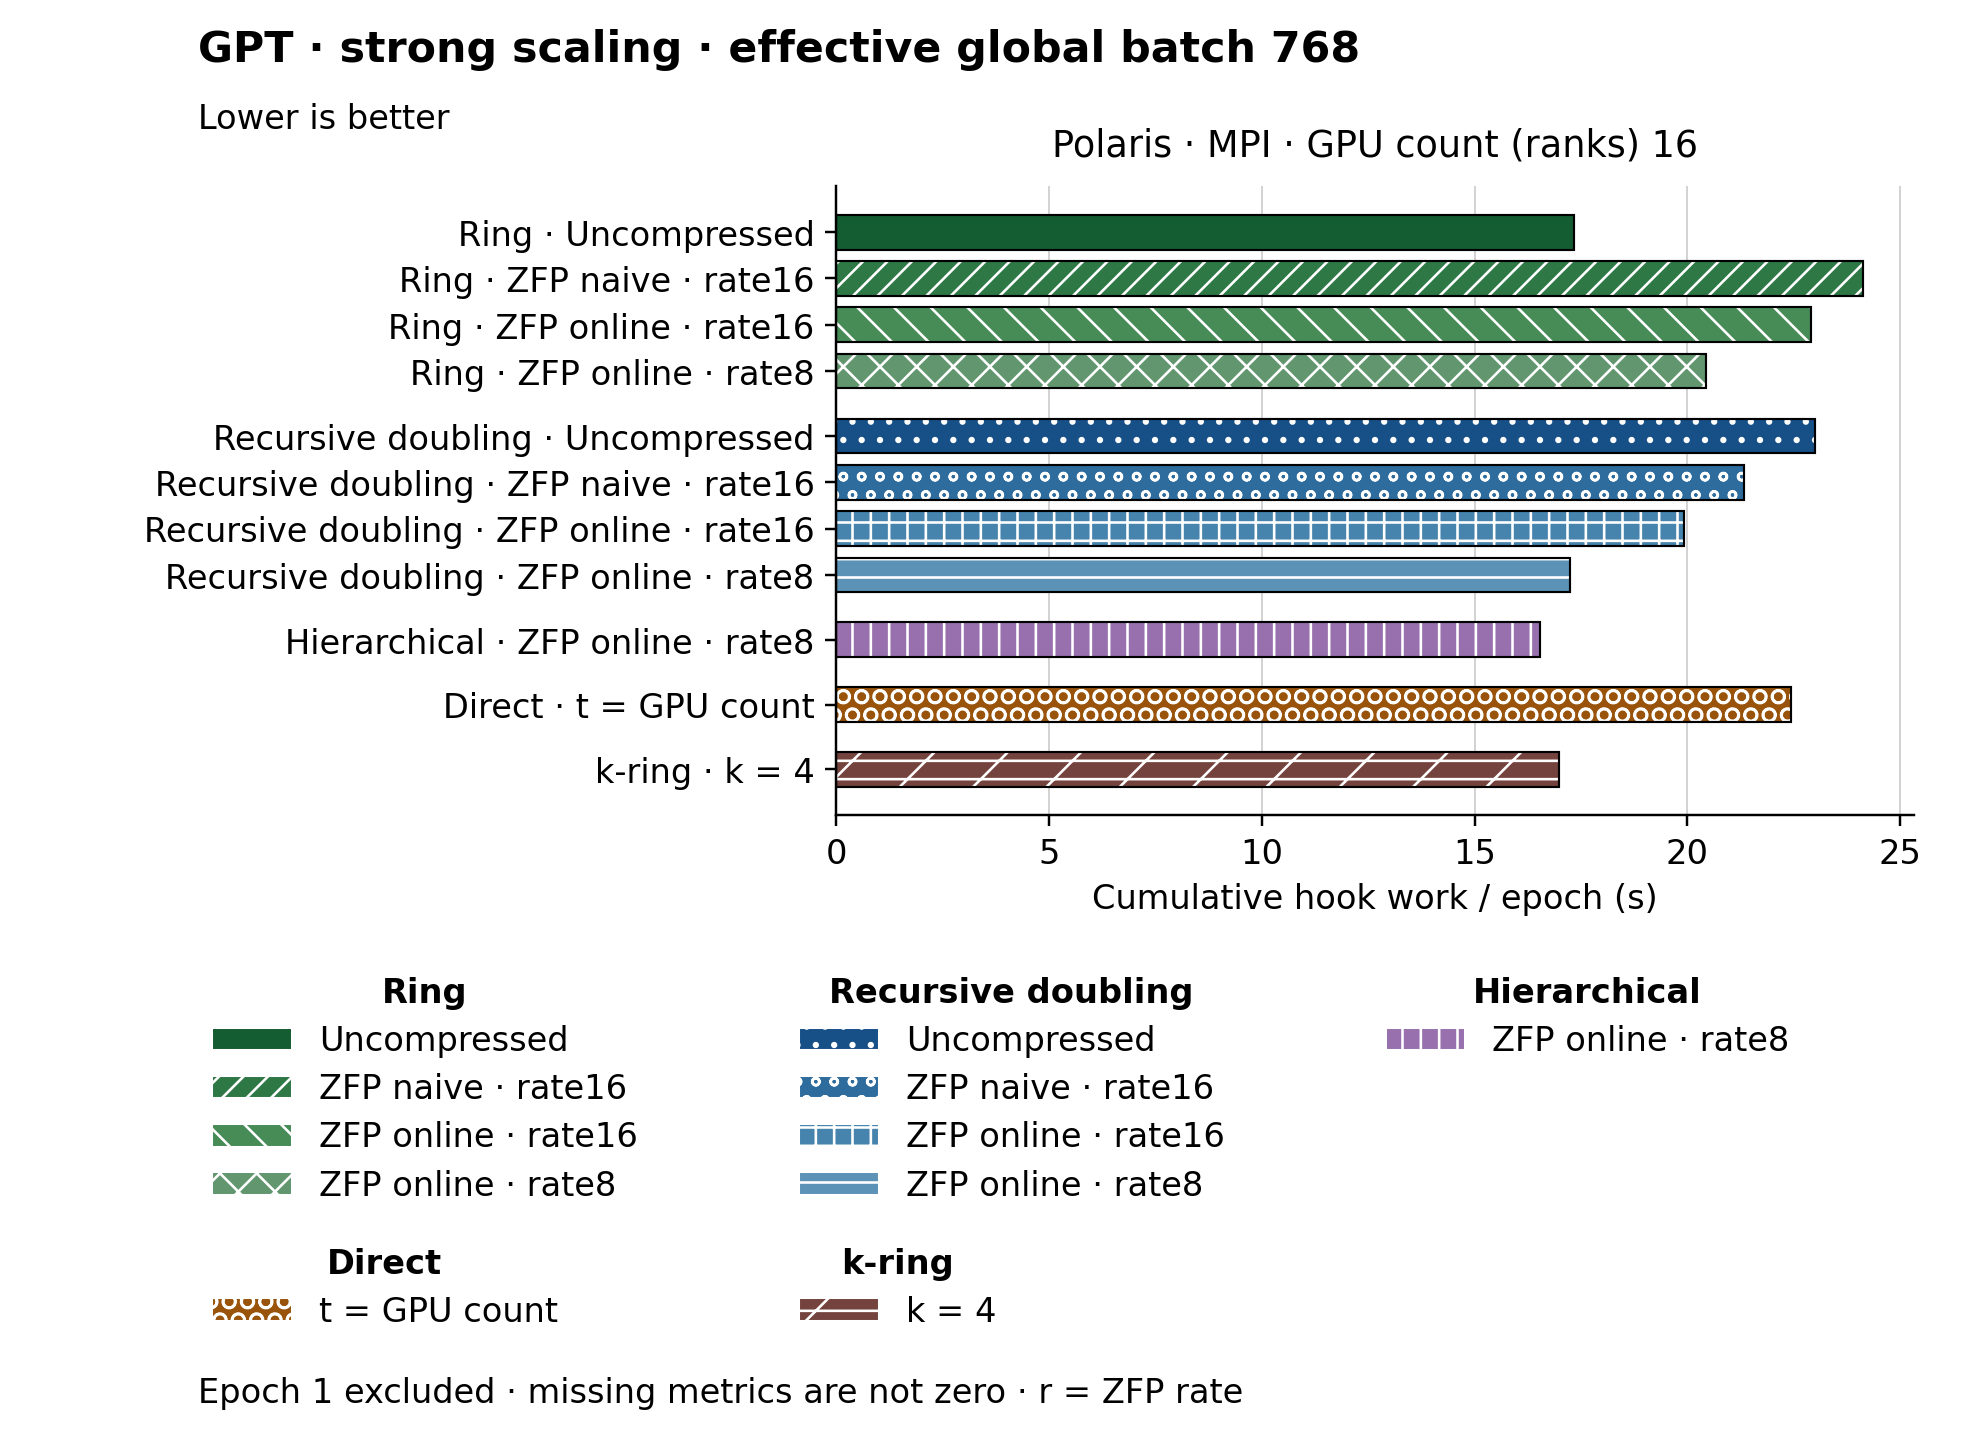 GPT · strong scaling · effective global batch 768
Lower is better
Polaris · MPI · GPU count (ranks) 16
Ring · Uncompressed
Ring · ZFP naive · rate16
Ring · ZFP online · rate16
Ring · ZFP online · rate8
Recursive doubling · Uncompressed
Recursive doubling · ZFP naive · rate16
Recursive doubling · ZFP online · rate16
Recursive doubling · ZFP online · rate8
Hierarchical · ZFP online · rate8
Direct · t = GPU count
k-ring · k = 4
0 5 10 15 20 25
Cumulative hook work / epoch (s)
Ring
Uncompressed
ZFP naive · rate16
ZFP online · rate16
ZFP online · rate8
Recursive doubling
Uncompressed
ZFP naive · rate16
ZFP online · rate16
ZFP online · rate8
Hierarchical
ZFP online · rate8
Direct
t = GPU count
k-ring
k = 4
Epoch 1 excluded · missing metrics are not zero · r = ZFP rate